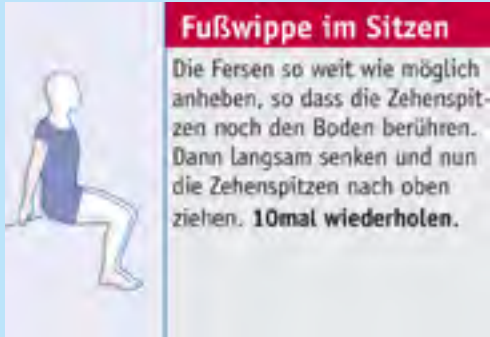 Fußwippe im Sitzen
Die Fersen so weit wie möglich
anheben, so dass die Zehenspit-
zen noch den Boden berühren.
Dann langsam senken und nun
die Zehenspitzen nach oben
ziehen. 10mal wiederholen.